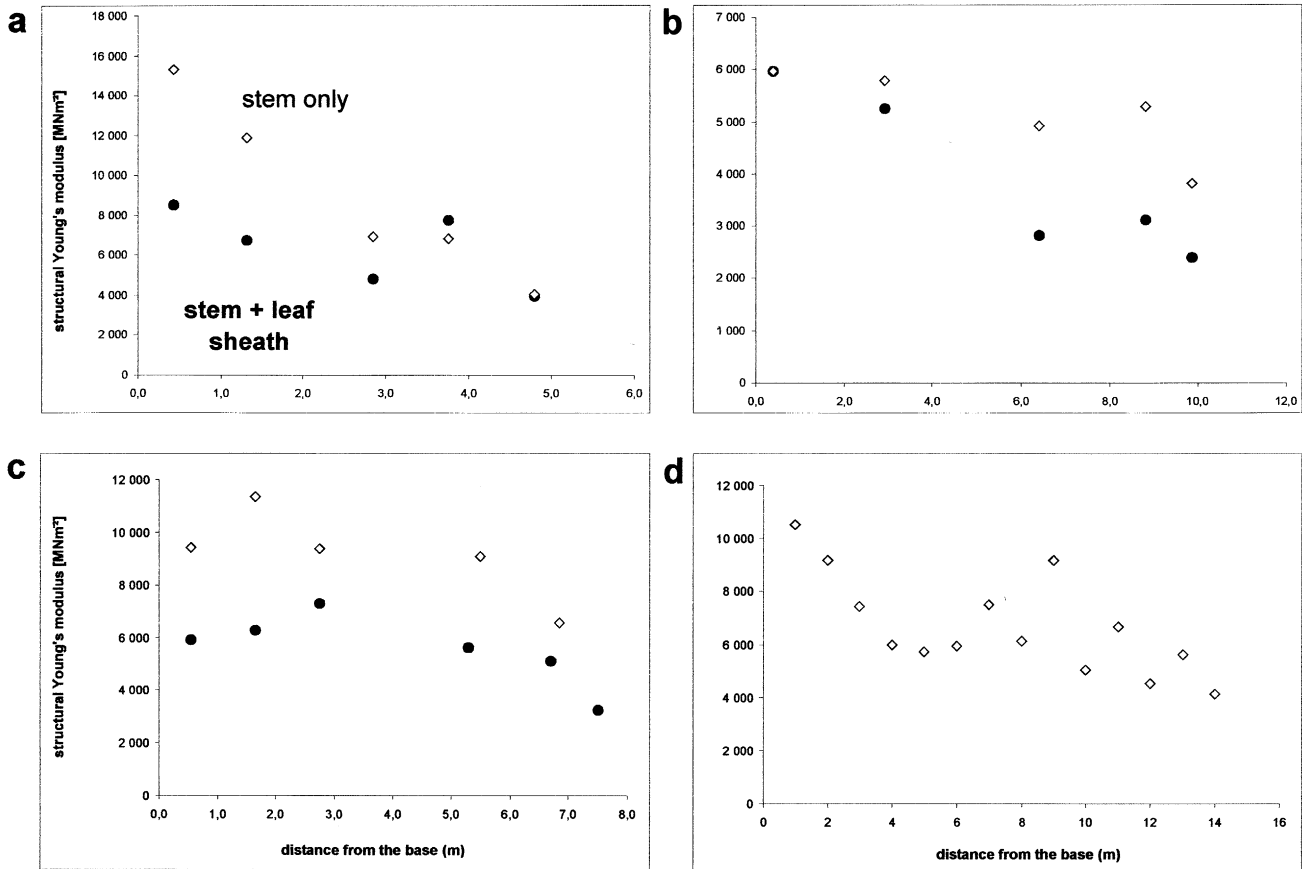 a
18 000
16 000
14 000
12 000
10 000
8 000
6 000
4 000
2 000
0
structural Young's modulus [MNm²]
stem only
stem + leaf
sheath
0,0 1,0 2,0 3,0 4,0 5,0 6,0
b
7 000
6 000
5 000
4 000
3 000
2 000
1 000
0
0,0 2,0 4,0 6,0 8,0 10,0 12,0
c
12 000
10 000
8 000
6 000
4 000
2 000
0
structural Young's modulus [MNm²]
0,0 1,0 2,0 3,0 4,0 5,0 6,0 7,0 8,0
distance from the base (m)
d
12 000
10 000
8 000
6 000
4 000
2 000
0
0 2 4 6 8 10 12 14 16
distance from the base (m)